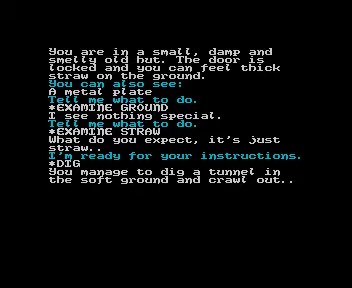 You are in a small, damp and
smelly old hut. The door is
locked and you can feel thick
straw on the ground.
You can also see:
A metal plate
Tell me what to do.
*EXAMINE GROUND
I see nothing special.
Tell me what to do.
*EXAMINE STRAW
What do you expect, it's just
straw..
I'm ready for your instructions.
*DIG
You manage to dig a tunnel in
the soft ground and crawl out..